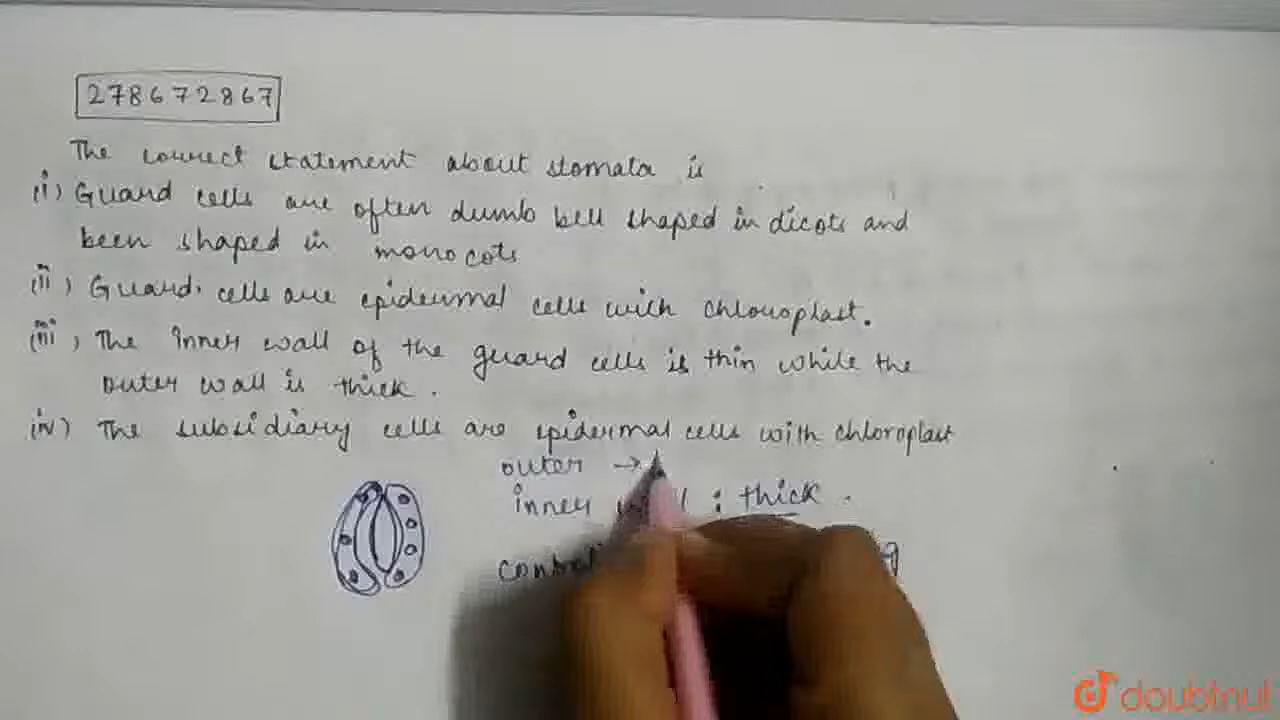 278672867
The correct statement about stomata is
(i) Guard cells are often dumb bell shaped in dicots and
been shaped in monocots
(ii) Guard cells are epidermal cells with chloroplast.
(iii) The inner wall of the guard cells is thin while the
outer wall is thick.
(iv) The subsidiary cells are epidermal cells with chloroplast
outer →
inner : thick.
doubtnut